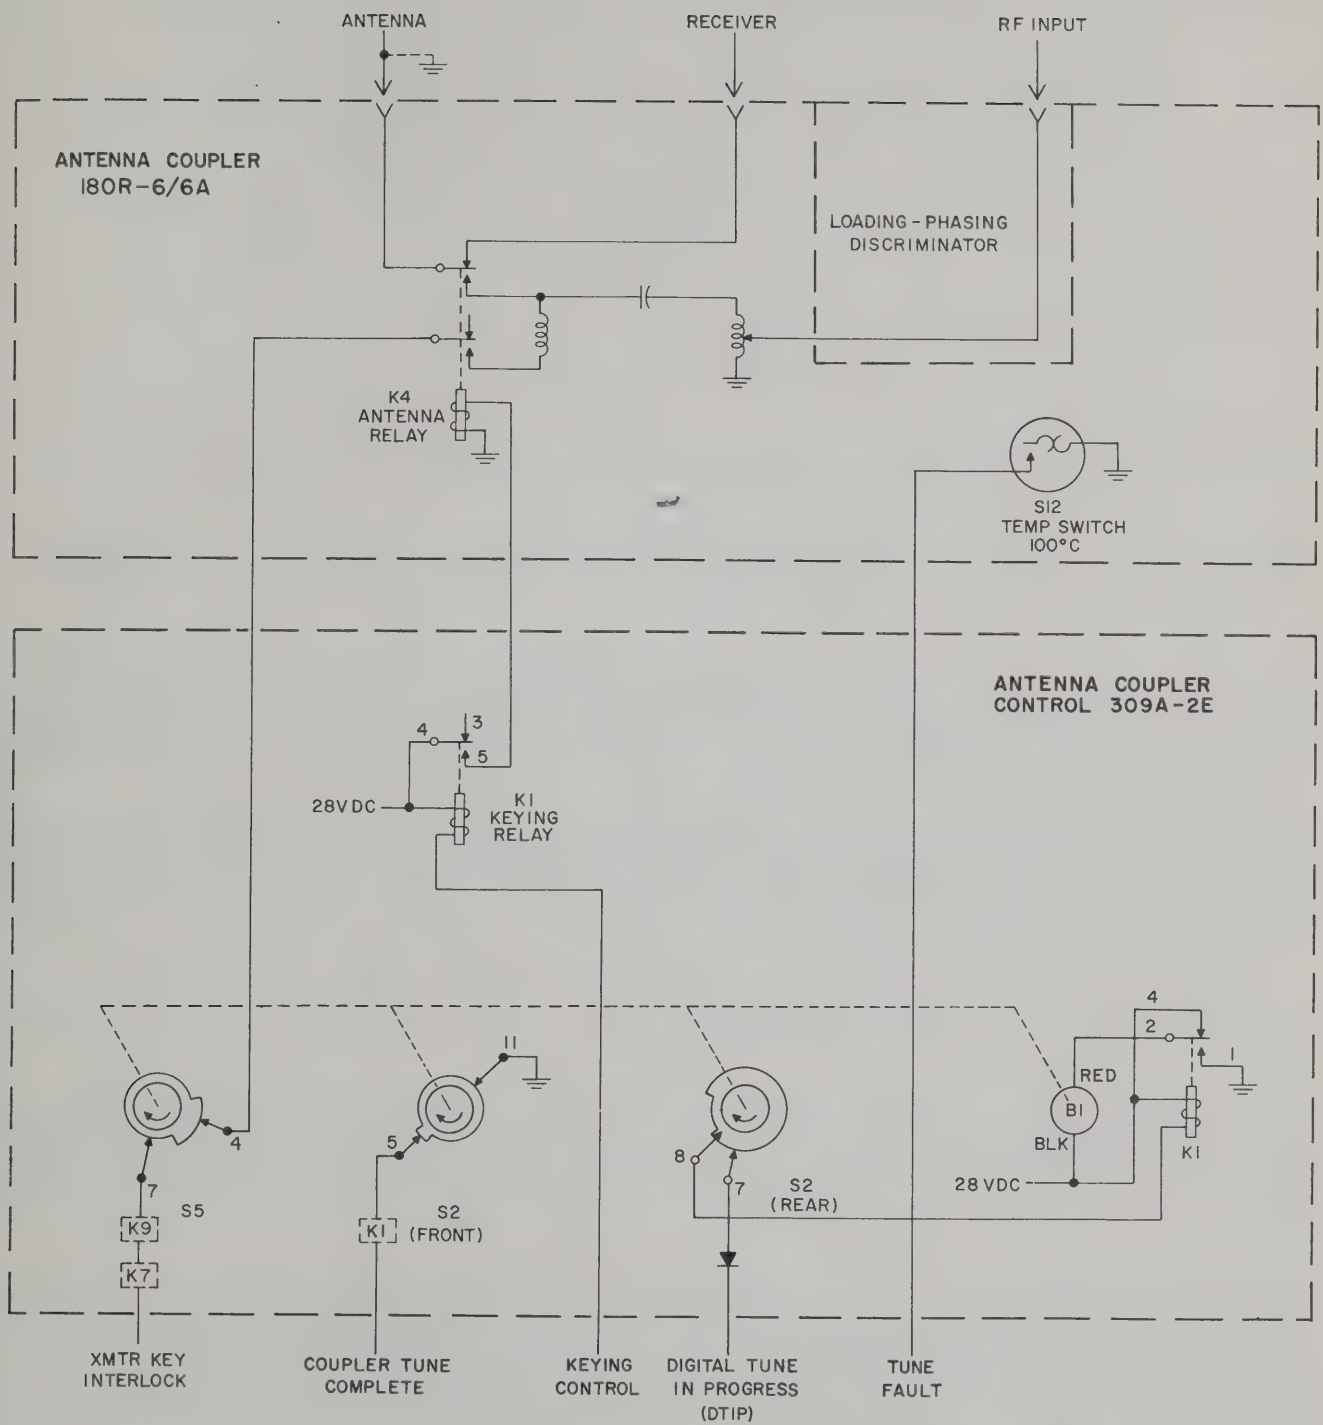 ANTENNA
RECEIVER
RF INPUT
ANTENNA COUPLER
180R-6/6A
LOADING-PHASING
DISCRIMINATOR
K4
ANTENNA
RELAY
S12
TEMP SWITCH
100°C
ANTENNA COUPLER
CONTROL 309A-2E
3
4
5
28V DC
K1
KEYING
RELAY
4
2
1
11
RED
B1
BLK
K1
4
5
8
7
7
S5
S2
(FRONT)
S2
(REAR)
28 VDC
K9
K1
K7
XMTR KEY
INTERLOCK
COUPLER TUNE
COMPLETE
KEYING
CONTROL
DIGITAL TUNE
IN PROGRESS
(DTIP)
TUNE
FAULT